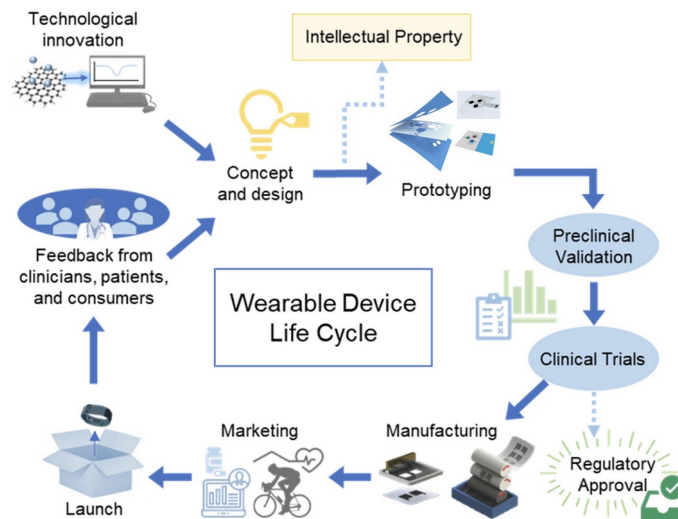 Technological
innovation
Intellectual Property
Concept
and design
Prototyping
Preclinical
Validation
Feedback from
clinicians, patients,
and consumers
Wearable Device
Life Cycle
Clinical Trials
Marketing
Manufacturing
Regulatory
Approval
Launch